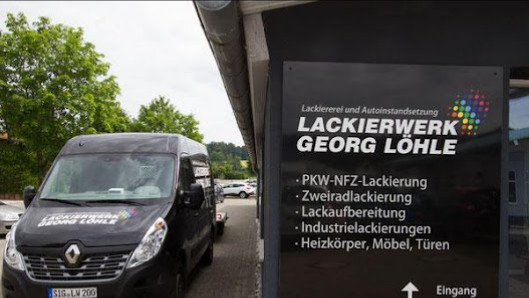 Lackiererei und Autoinstandsetzung
LACKIERWERK
GEORG LÖHLE
· PKW-NFZ-Lackierung
· Zweiradlackierung
· Lackaufbereitung
· Industrielackierungen
· Heizkörper, Möbel, Türen
Eingang
LACKIERWERK
GEORG LÖHLE
SIG LW 200